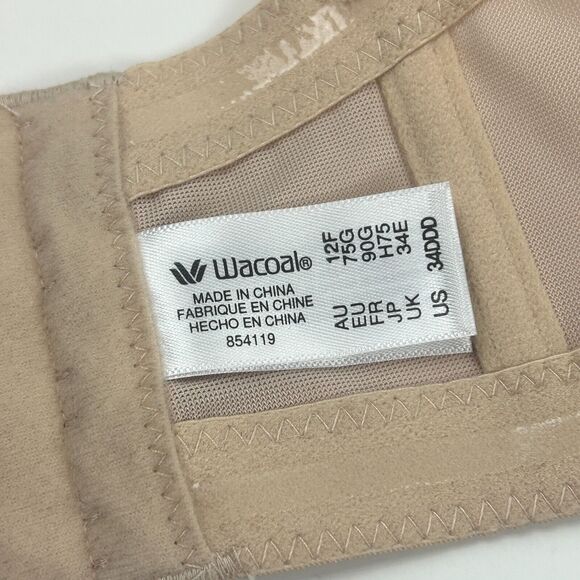 Wacoal®
MADE IN CHINA
FABRIQUE EN CHINE
HECHO EN CHINA
854119
AU 12F
EU 75G
FR 90G
JP H75
UK 34E
US 34DDD